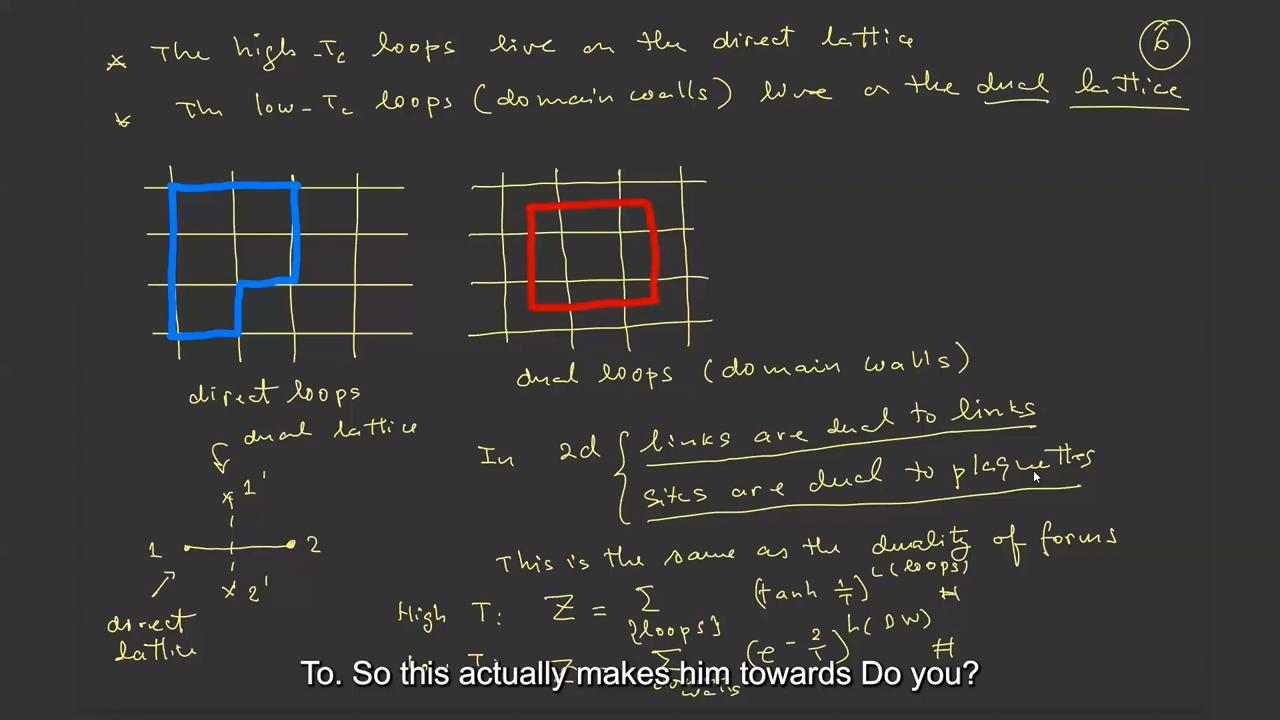 * The high-Tc loops live on the direct lattice
6
* The low-Tc loops (domain walls) live on the dual lattice
direct loops
dual loops (domain walls)
dual lattice
1'
1
2
2'
direct lattice
In 2d { links are dual to links
sites are dual to plaquettes
This is the same as the duality of forms
High T: Z = Σ {loops} (tanh 1/T)^L(loops) #
T: Z Σ walls (e^-2/T)^L(DW) #
To. So this actually makes him towards Do you?